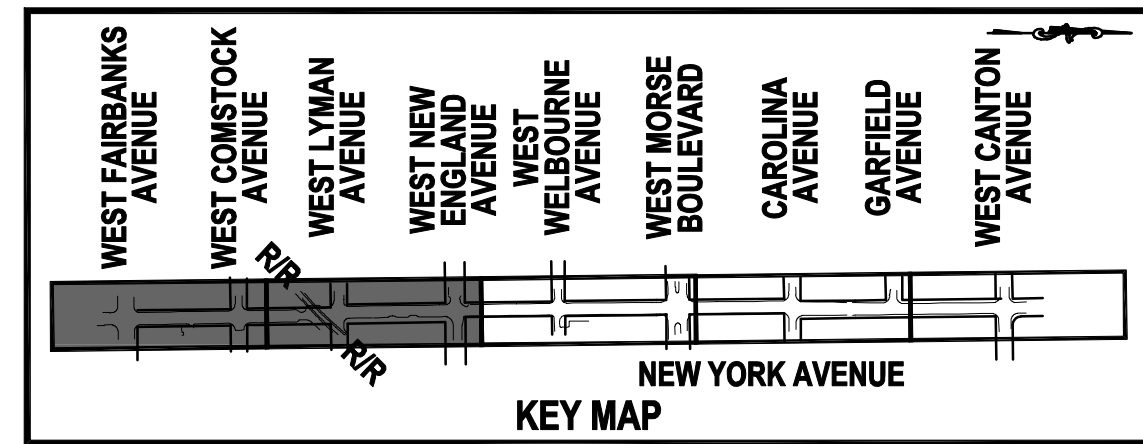 WEST FAIRBANKS
AVENUE
WEST COMSTOCK
AVENUE
WEST LYMAN
AVENUE
WEST NEW
ENGLAND
AVENUE
WEST
WELBOURNE
AVENUE
WEST MORSE
BOULEVARD
CAROLINA
AVENUE
GARFIELD
AVENUE
WEST CANTON
AVENUE
R/R
R/R
NEW YORK AVENUE
KEY MAP